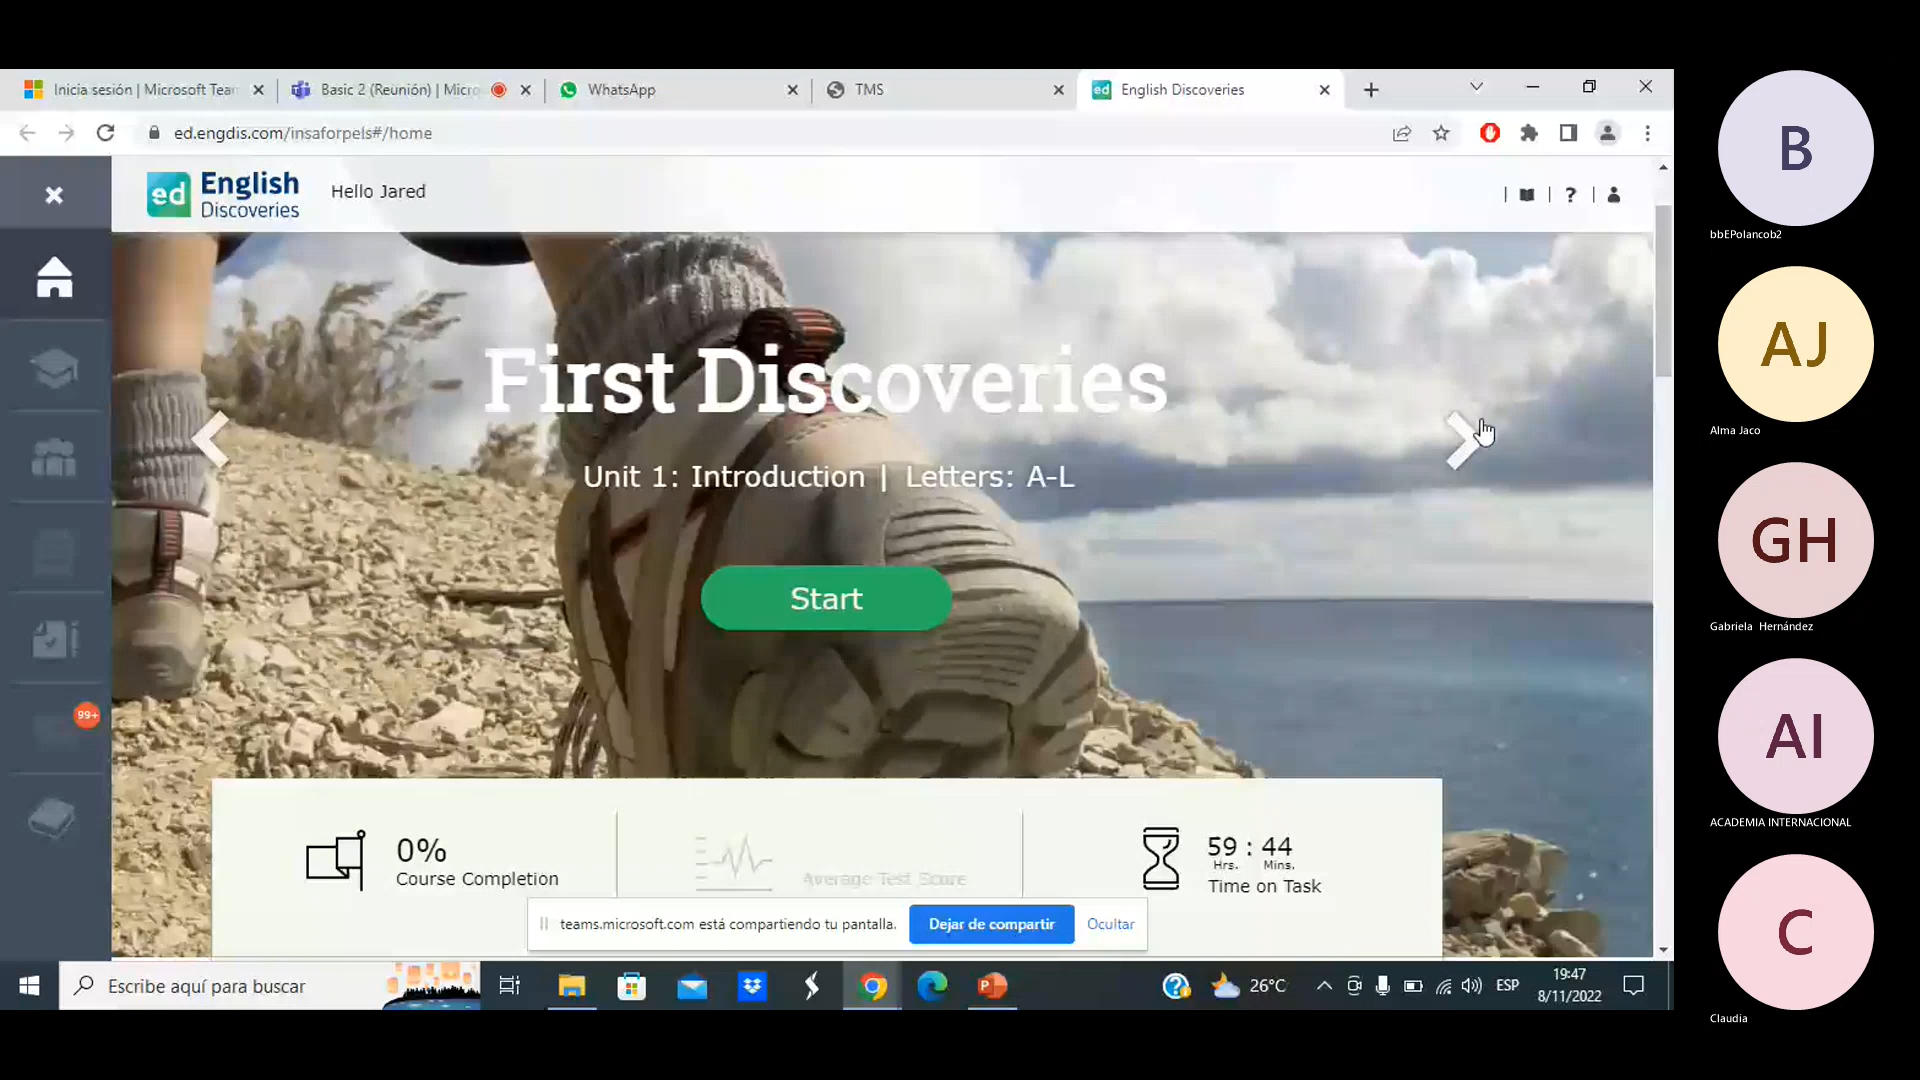 Inicia sesión | Microsoft Tea
Basic 2 (Reunión) | Micro
WhatsApp
TMS
English Discoveries
ed.engdis.com/insaforpels#/home
ed English Discoveries
Hello Jared
First Discoveries
Unit 1: Introduction | Letters: A-L
Start
99+
0%
Course Completion
Average Test Score
59 : 44
Hrs. Mins.
Time on Task
teams.microsoft.com está compartiendo tu pantalla.
Dejar de compartir
Ocultar
Escribe aquí para buscar
26°C
ESP
19:47
8/11/2022
B
bbEPolancob2
AJ
Alma Jaco
GH
Gabriela Hernández
AI
ACADEMIA INTERNACIONAL
C
Claudia